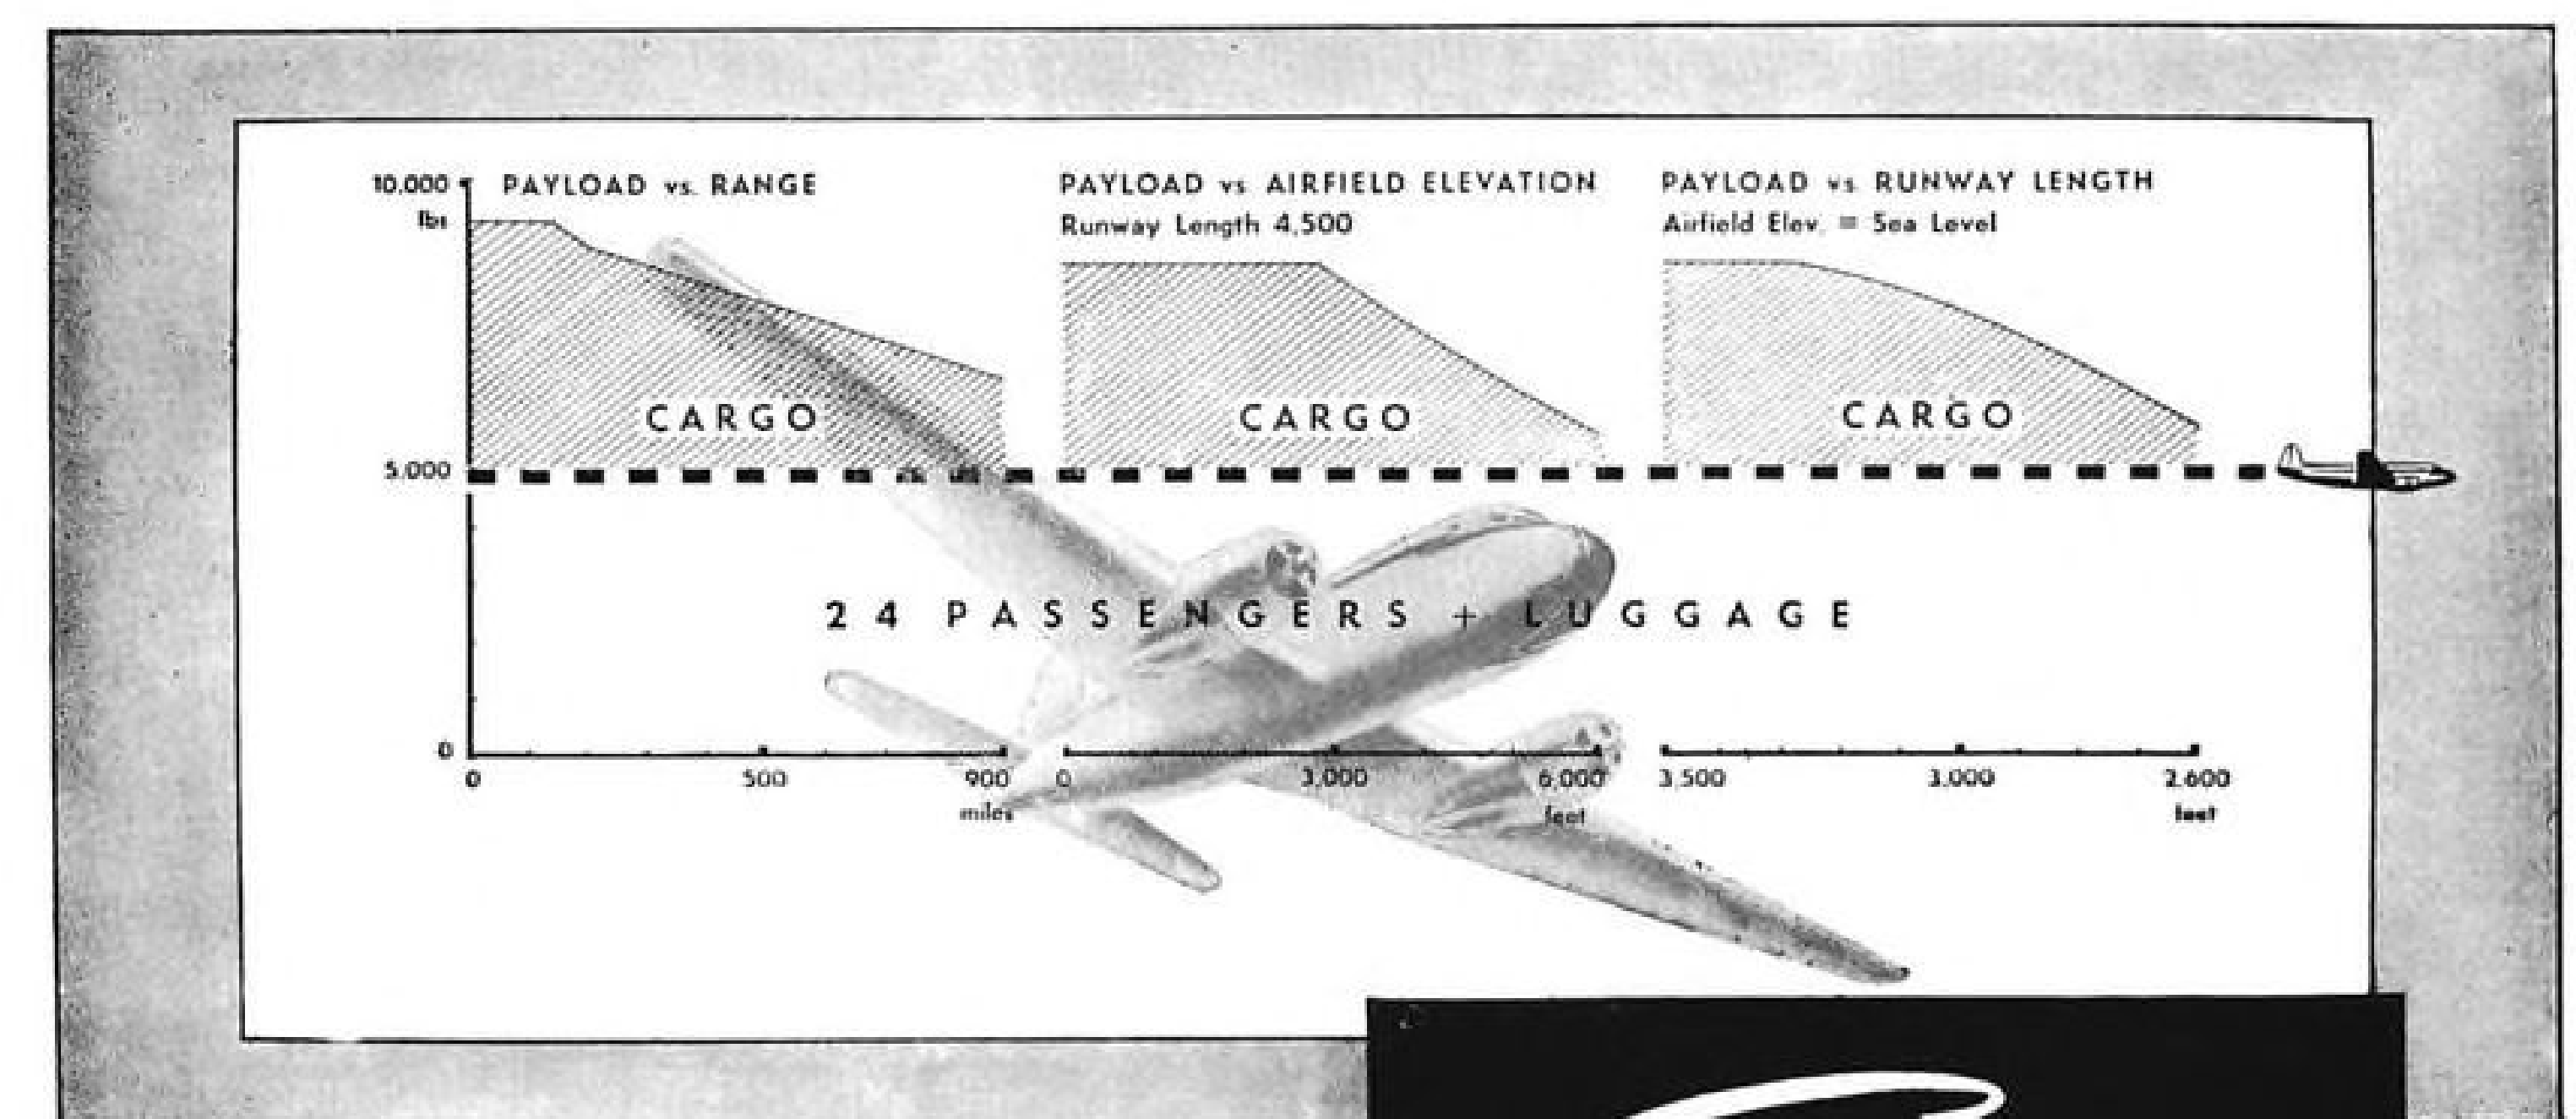 10.000
lbs
PAYLOAD vs. RANGE
PAYLOAD vs AIRFIELD ELEVATION
Runway Length 4,500
PAYLOAD vs RUNWAY LENGTH
Airfield Elev. = Sea Level
CARGO
CARGO
CARGO
5.000
24 PASSENGERS + LUGGAGE
0
0 500 900 0 3,000 6,000 3,500 3.000 2.600
miles feet feet